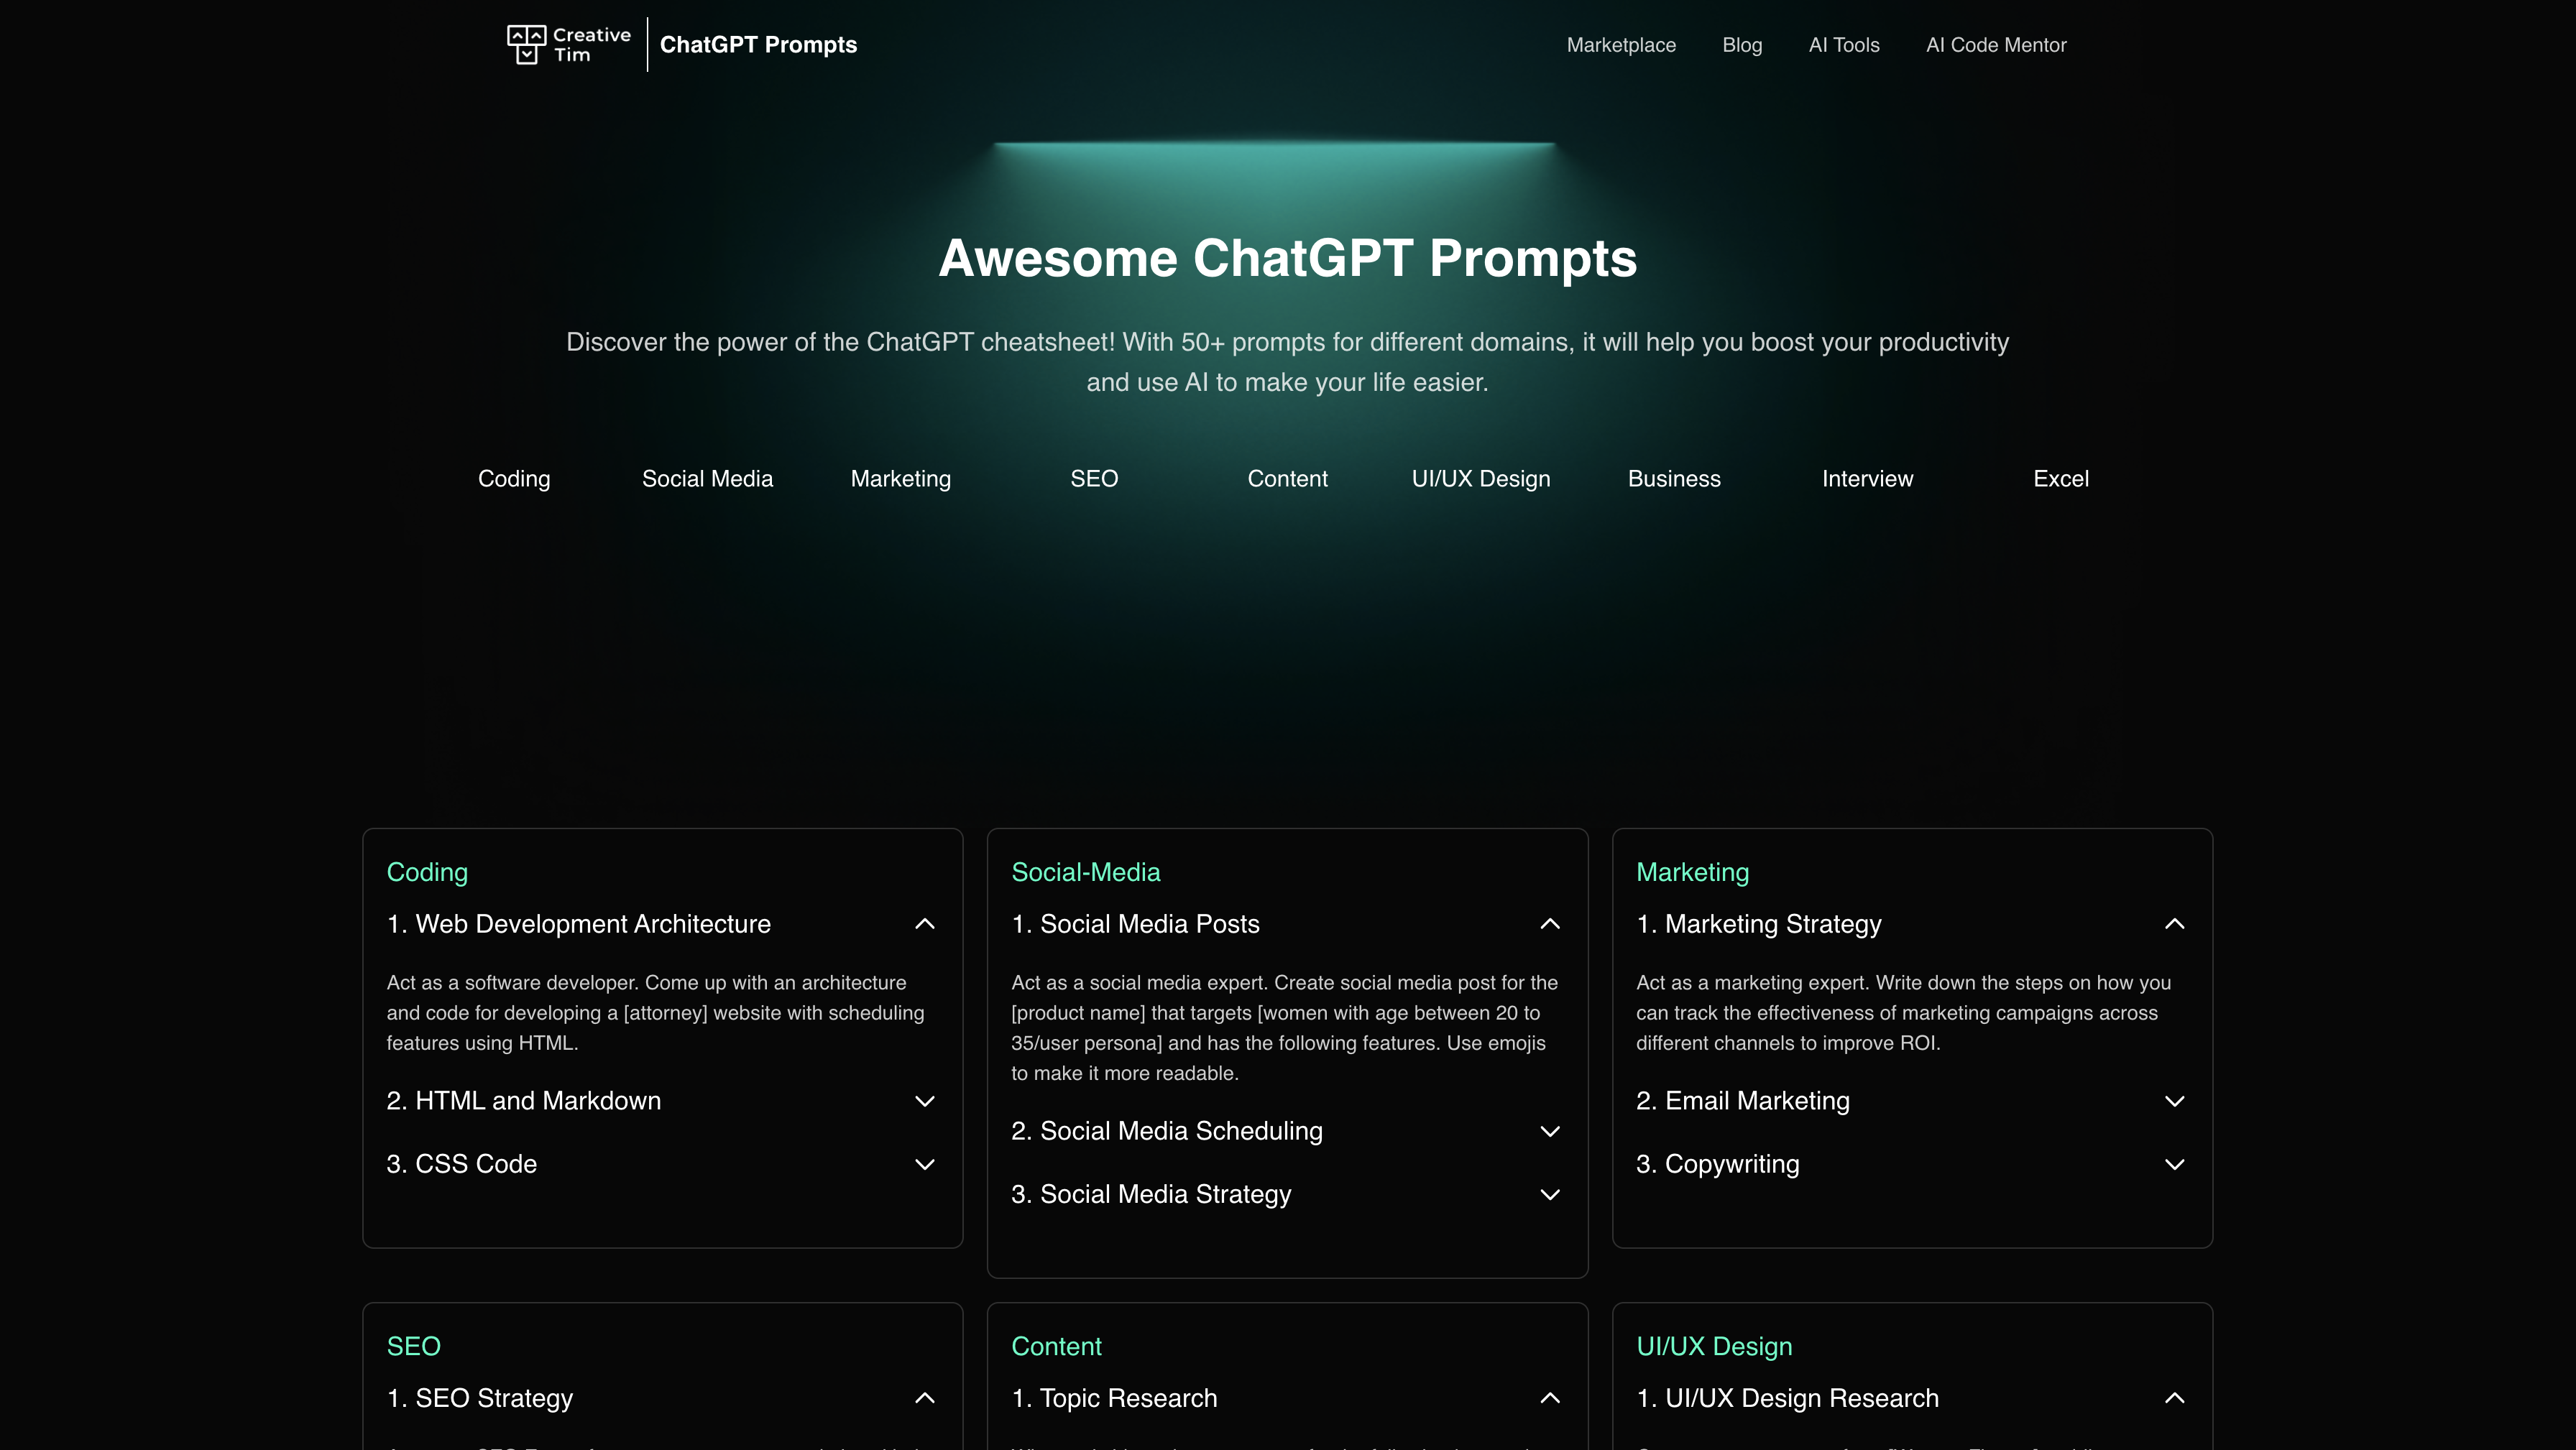 Creative
Tim
ChatGPT Prompts
Marketplace
Blog
AI Tools
AI Code Mentor
Awesome ChatGPT Prompts
Discover the power of the ChatGPT cheatsheet! With 50+ prompts for different domains, it will help you boost your productivity
and use AI to make your life easier.
Coding
Social Media
Marketing
SEO
Content
UI/UX Design
Business
Interview
Excel
Coding
1. Web Development Architecture
Act as a software developer. Come up with an architecture
and code for developing a [attorney] website with scheduling
features using HTML.
2. HTML and Markdown
3. CSS Code
Social-Media
1. Social Media Posts
Act as a social media expert. Create social media post for the
[product name] that targets [women with age between 20 to
35/user persona] and has the following features. Use emojis
to make it more readable.
2. Social Media Scheduling
3. Social Media Strategy
Marketing
1. Marketing Strategy
Act as a marketing expert. Write down the steps on how you
can track the effectiveness of marketing campaigns across
different channels to improve ROI.
2. Email Marketing
3. Copywriting
SEO
1. SEO Strategy
Content
1. Topic Research
UI/UX Design
1. UI/UX Design Research